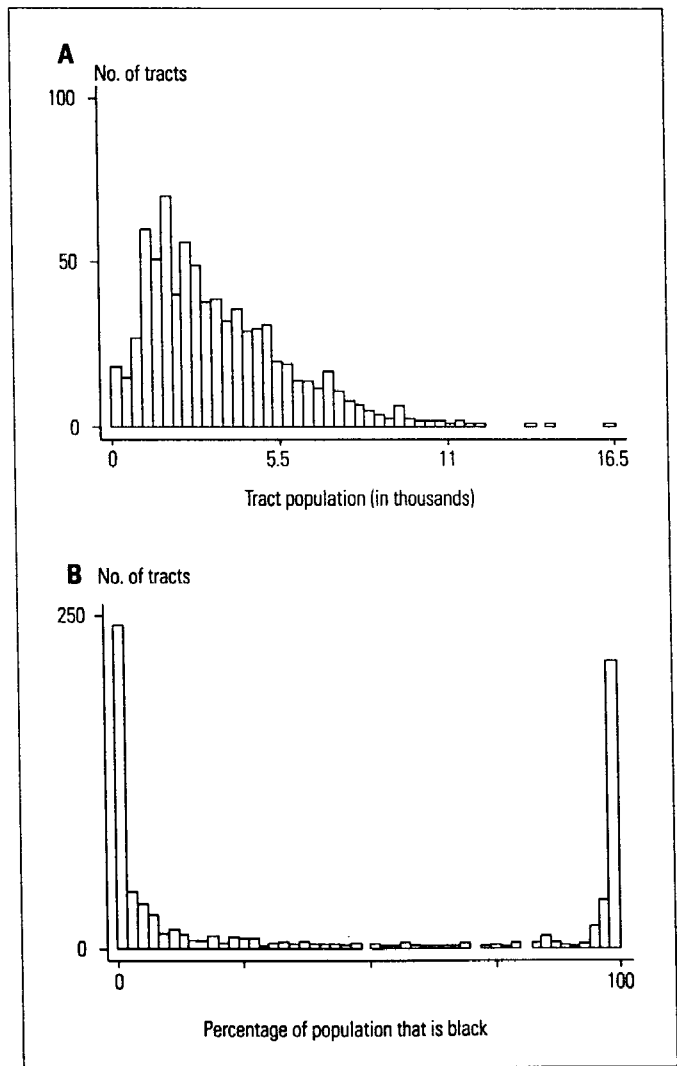 A
No. of tracts
100
50
0
0 5.5 11 16.5
Tract population (in thousands)
B No. of tracts
250
0
0 100
Percentage of population that is black